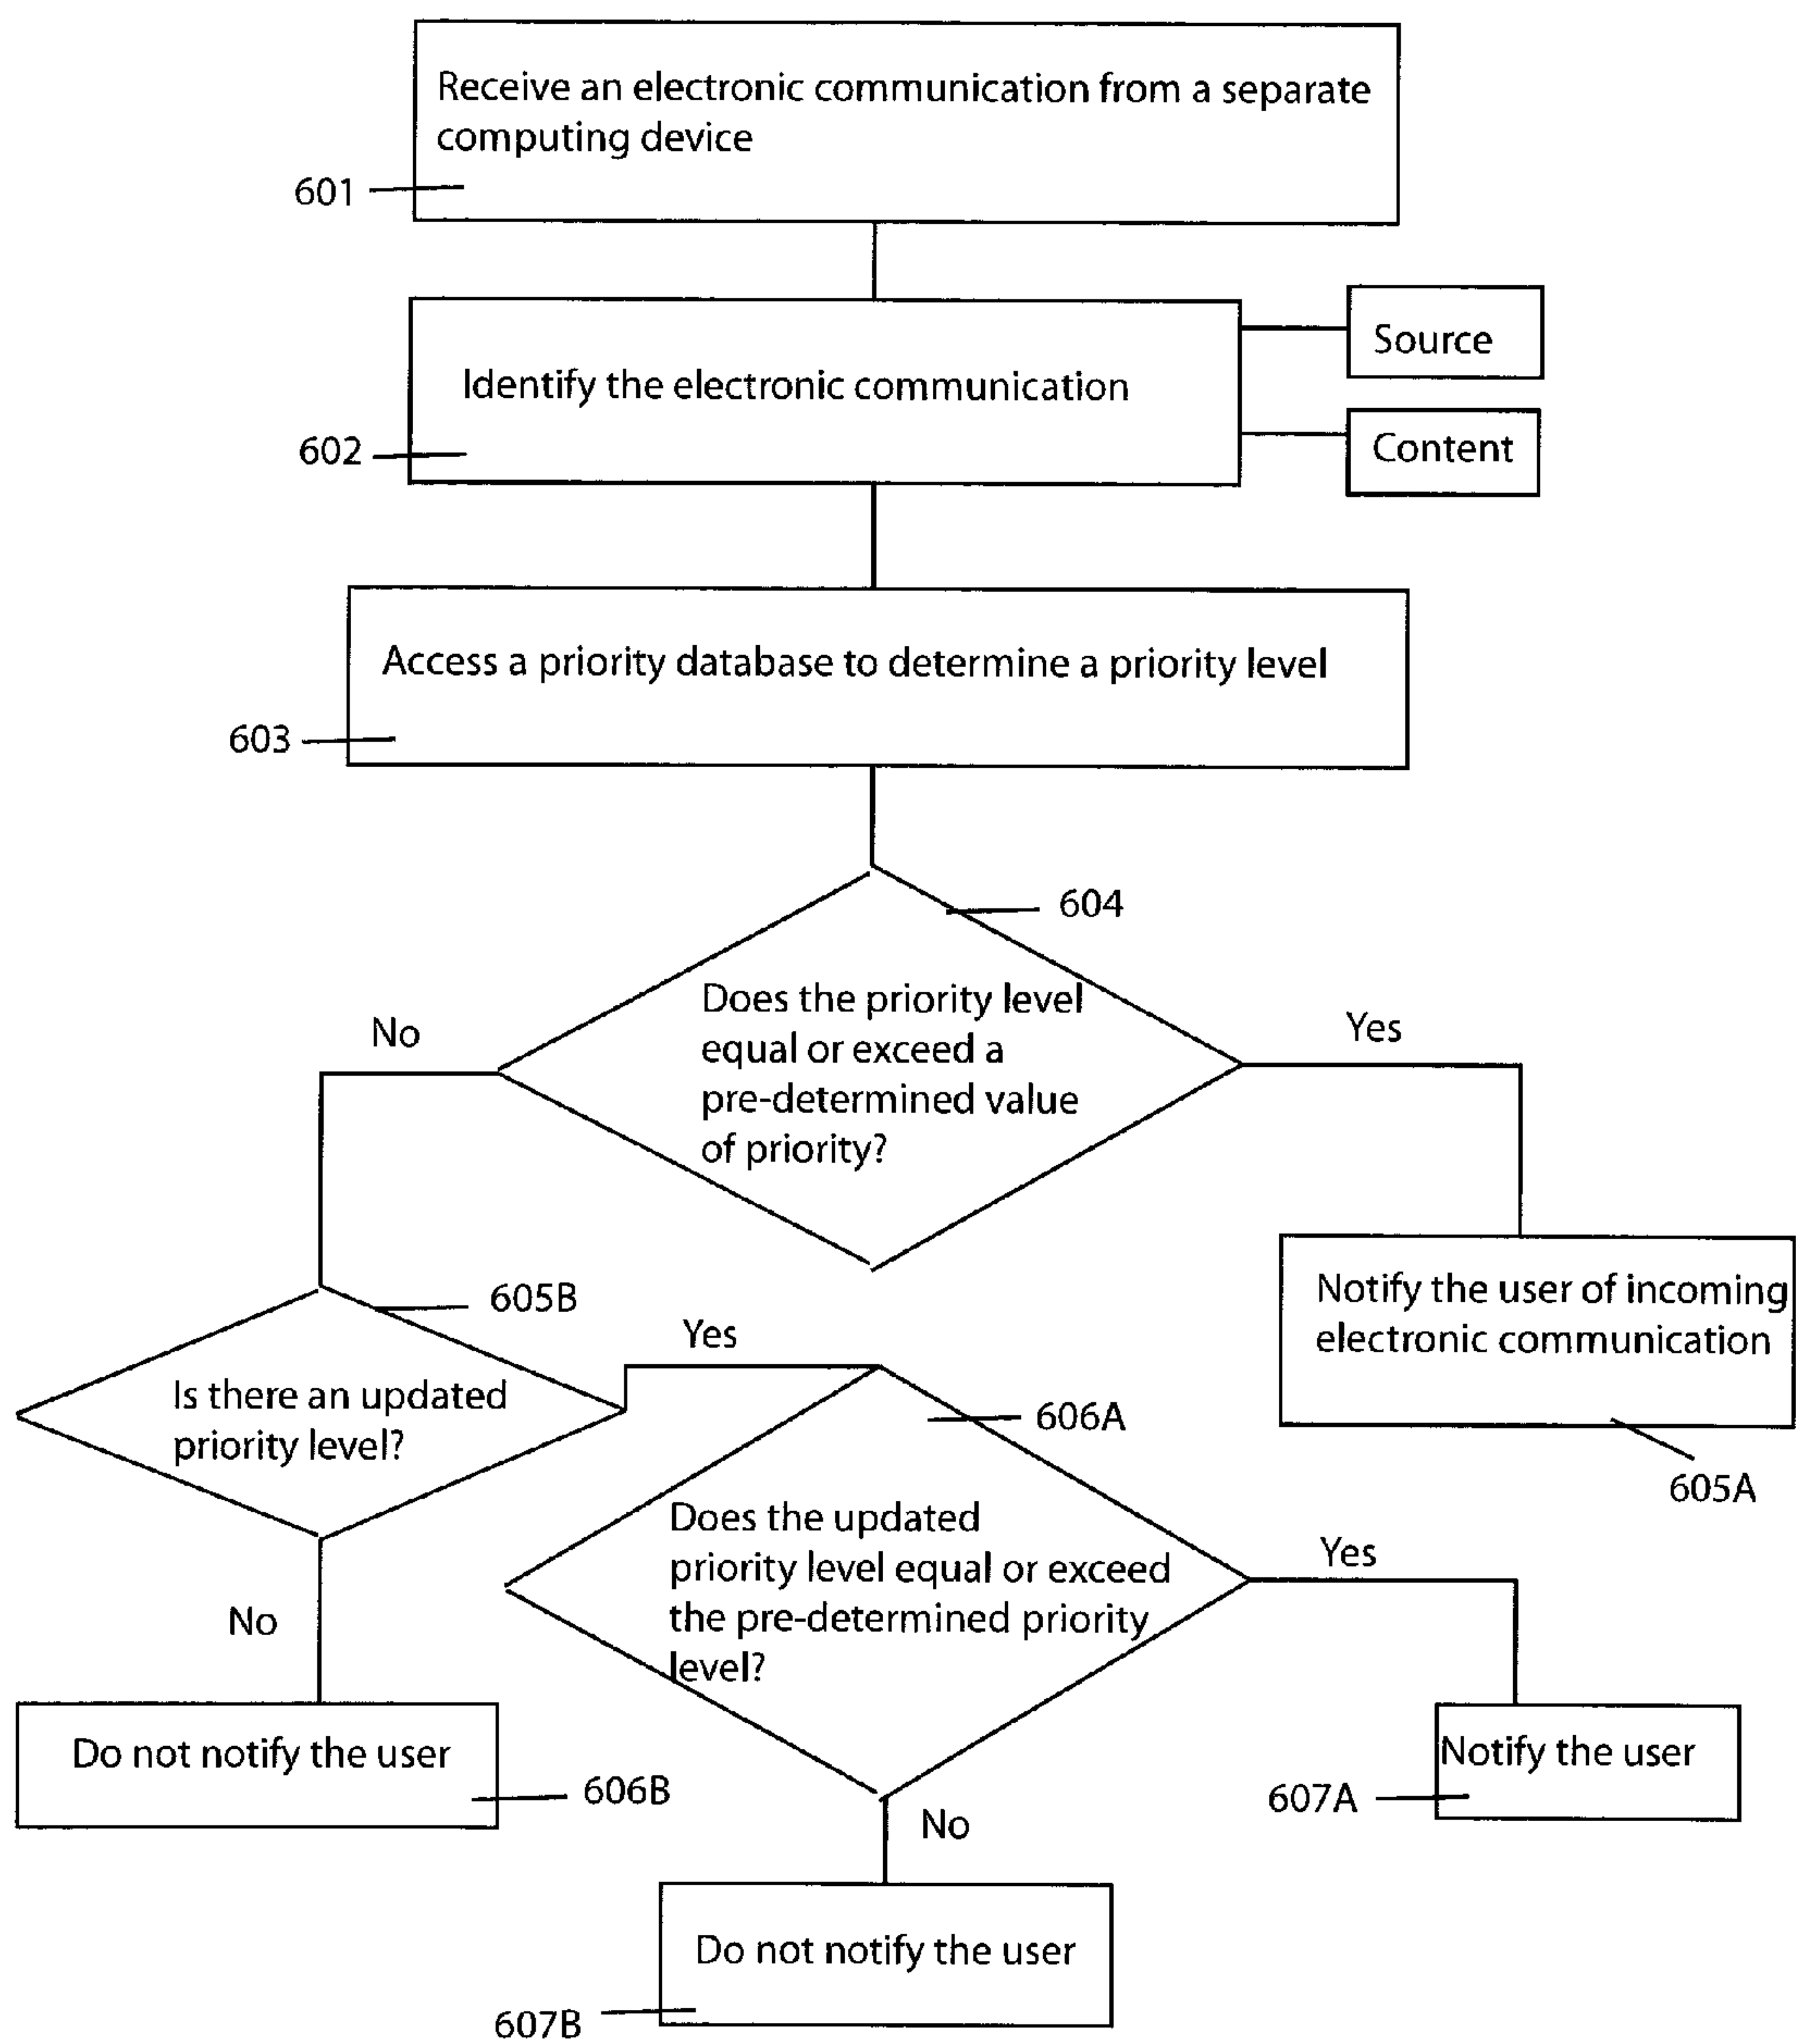 Receive an electronic communication from a separate
computing device
601
Source
Identify the electronic communication
Content
602
Access a priority database to determine a priority level
603
604
Does the priority level
equal or exceed a
pre-determined value
of priority?
No
Yes
Notify the user of incoming
electronic communication
605A
605B
Is there an updated
priority level?
Yes
606A
Does the updated
priority level equal or exceed
the pre-determined priority
level?
Yes
No
Do not notify the user
606B
Notify the user
607A
No
Do not notify the user
607B